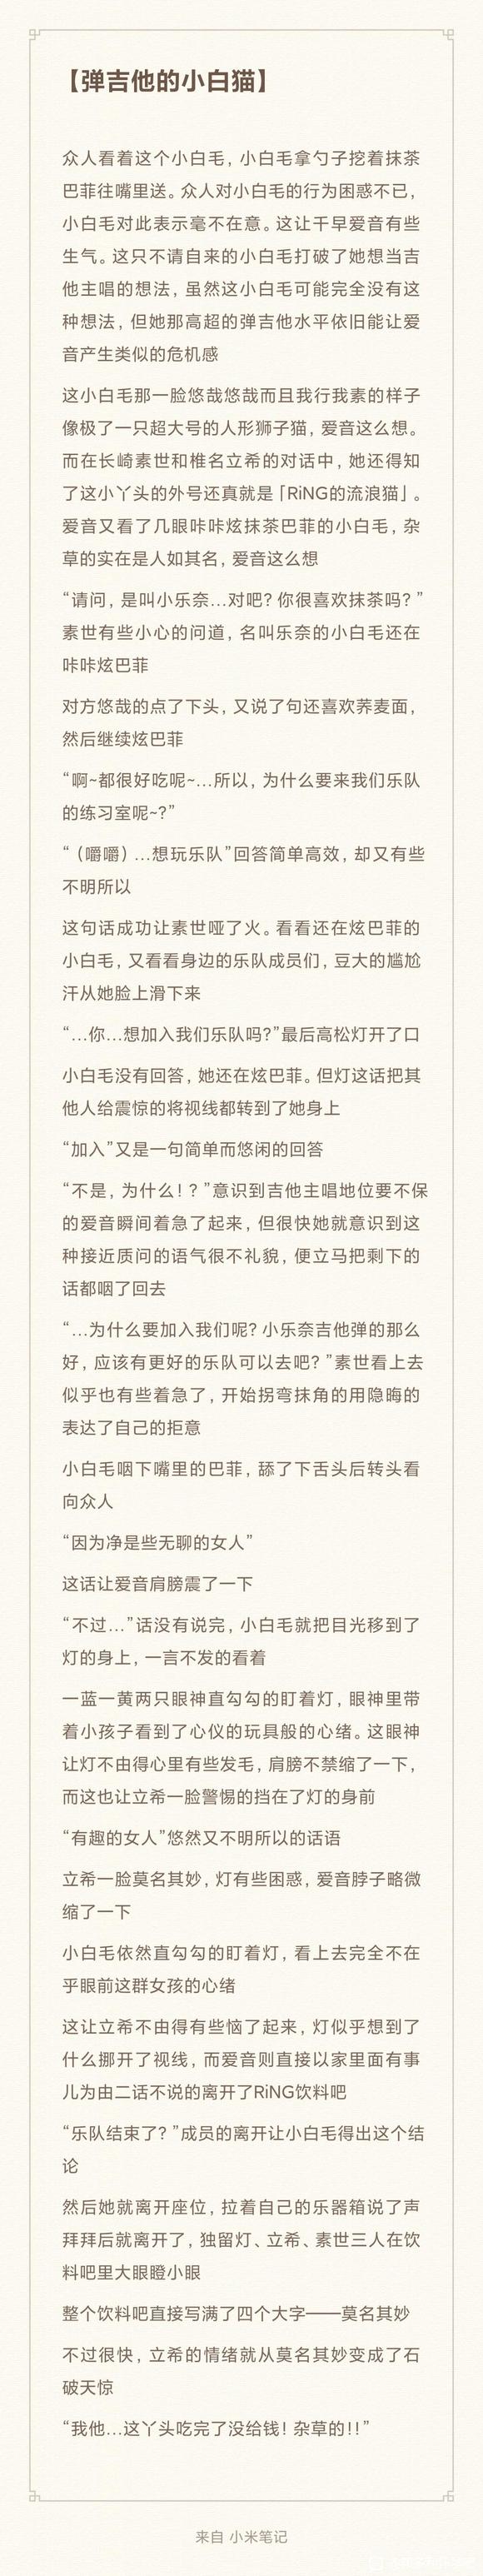 【弹吉他的小白猫】
众人看着这个小白毛，小白毛拿勺子挖着抹茶
巴菲往嘴里送。众人对小白毛的行为困惑不已，
小白毛对此表示毫不在意。这让千早爱音有些
生气。这只不请自来的小白毛打破了她想当吉
他主唱的想法，虽然这小白毛可能完全没有这
种想法，但她那高超的弹吉他水平依旧能让爱
音产生类似的危机感
这小白毛那一脸悠哉悠哉而且我行我素的样子
像极了一只超大号的人形狮子猫，爱音这么想。
而在长崎素世和椎名立希的对话中，她还得知
了这小丫头的外号还真就是「RiNG的流浪猫」。
爱音又看了几眼咔咔炫抹茶巴菲的小白毛，杂
草的实在是人如其名，爱音这么想
“请问，是叫小乐奈…对吧？你很喜欢抹茶吗？”
素世有些小心的问道，名叫乐奈的小白毛还在
咔咔炫巴菲
对方悠哉的点了下头，又说了句还喜欢荞麦面，
然后继续炫巴菲
“啊~都很好吃呢~…所以，为什么要来我们乐队
的练习室呢~？”
“（嚼嚼）…想玩乐队”回答简单高效，却又有些
不明所以
这句话成功让素世哑了火。看看还在炫巴菲的
小白毛，又看看身边的乐队成员们，豆大的尴尬
汗从她脸上滑下来
“…你…想加入我们乐队吗？”最后高松灯开了口
小白毛没有回答，她还在炫巴菲。但灯这话把其
他人给震惊的将视线都转到了她身上
“加入”又是一句简单而悠闲的回答
“不是，为什么！？”意识到吉他主唱地位要不保
的爱音瞬间着急了起来，但很快她就意识到这
种接近质问的语气很不礼貌，便立马把剩下的
话都咽了回去
“…为什么要加入我们呢？小乐奈吉他弹的那么
好，应该有更好的乐队可以去吧？”素世看上去
似乎也有些着急了，开始拐弯抹角的用隐晦的
表达了自己的拒意
小白毛咽下嘴里的巴菲，舔了下舌头后转头看
向众人
“因为净是些无聊的女人”
这话让爱音肩膀震了一下
“不过…”话没有说完，小白毛就把目光移到了
灯的身上，一言不发的看着
一蓝一黄两只眼神直勾勾的盯着灯，眼神里带
着小孩子看到了心仪的玩具般的心绪。这眼神
让灯不由得心里有些发毛，肩膀不禁缩了一下，
而这也让立希一脸警惕的挡在了灯的身前
“有趣的女人”悠然又不明所以的话语
立希一脸莫名其妙，灯有些困惑，爱音脖子略微
缩了一下
小白毛依然直勾勾的盯着灯，看上去完全不在
乎眼前这群女孩的心绪
这让立希不由得有些恼了起来，灯似乎想到了
什么挪开了视线，而爱音则直接以家里面有事
儿为由二话不说的离开了RiNG饮料吧
“乐队结束了？”成员的离开让小白毛得出这个结
论
然后她就离开座位，拉着自己的乐器箱说了声
拜拜后就离开了，独留灯、立希、素世三人在饮
料吧里大眼瞪小眼
整个饮料吧直接写满了四个大字——莫名其妙
不过很快，立希的情绪就从莫名其妙变成了石
破天惊
“我他…这丫头吃完了没给钱！杂草的！！”
来自 小米笔记